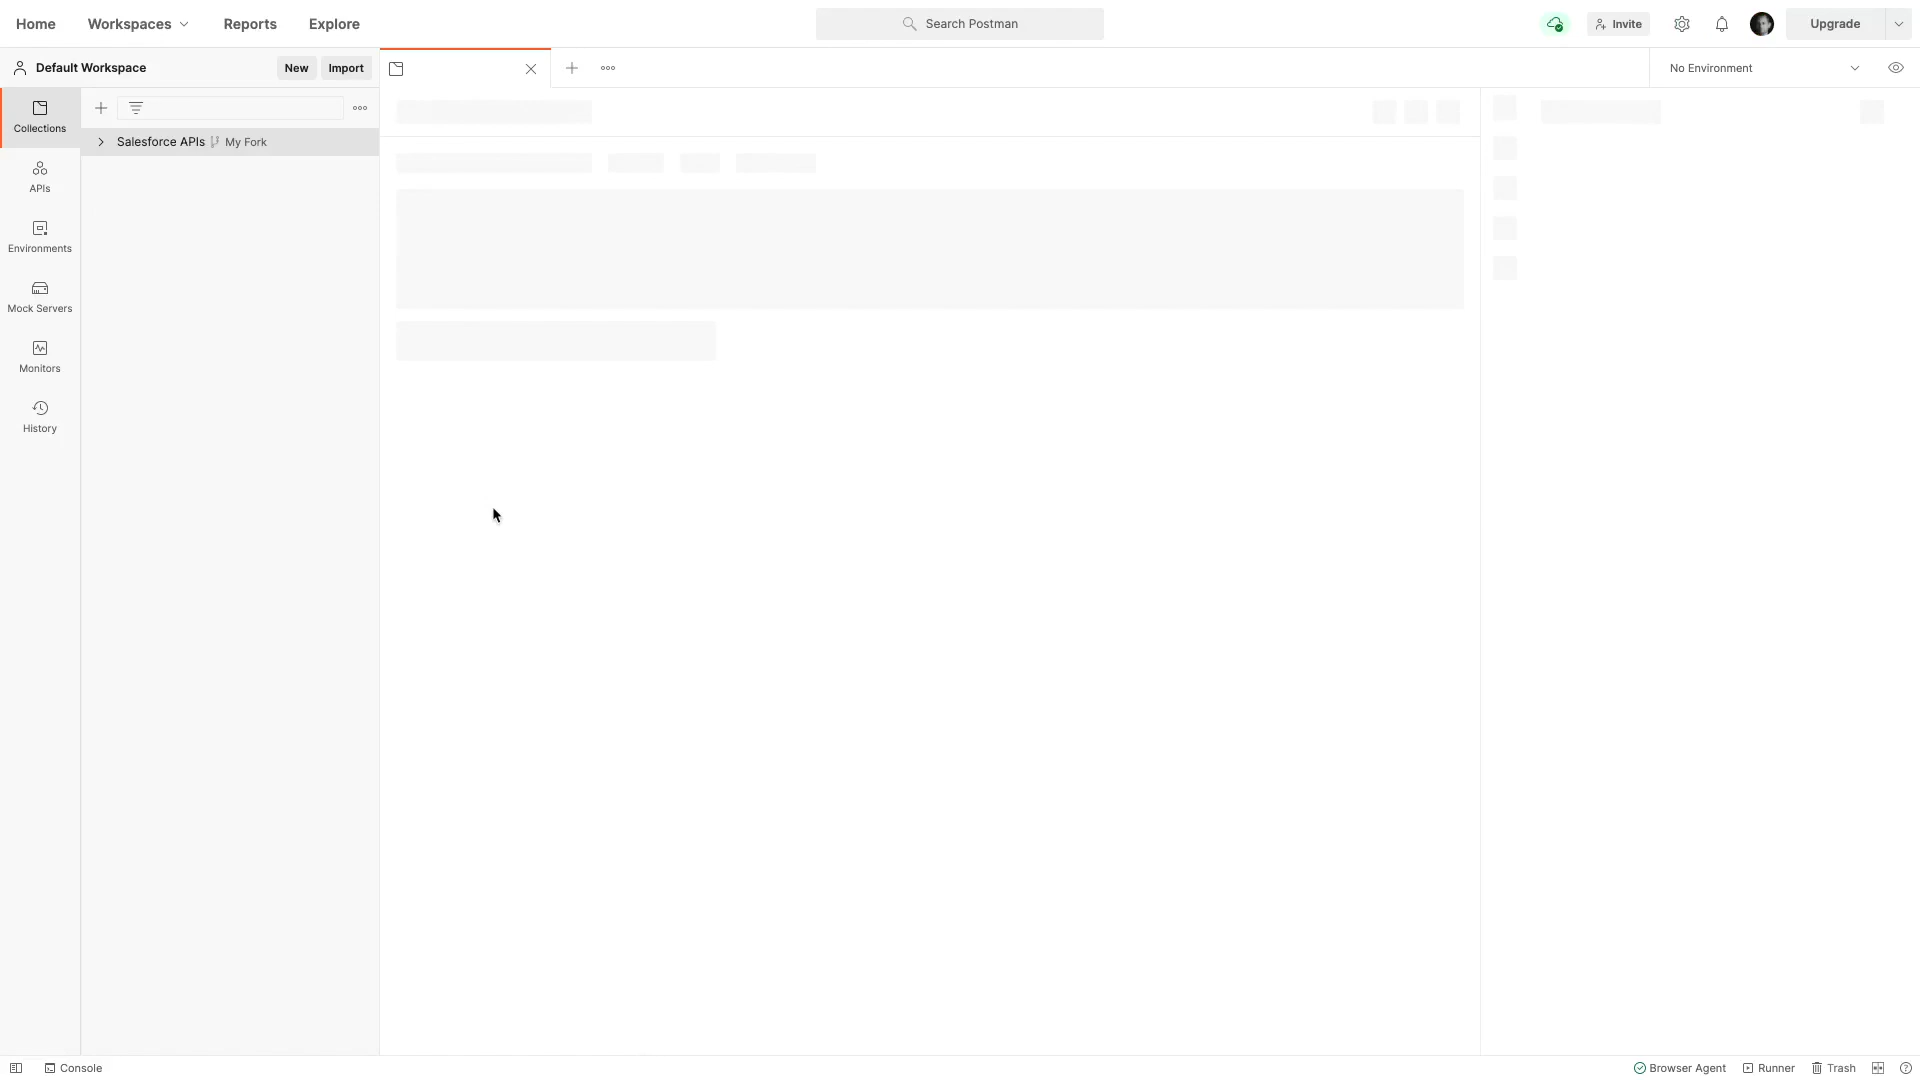 Home Workspaces Reports Explore Search Postman Invite Upgrade
Default Workspace New Import No Environment
Collections
Salesforce APIs My Fork
APIs
Environments
Mock Servers
Monitors
History
Console Browser Agent Runner Trash